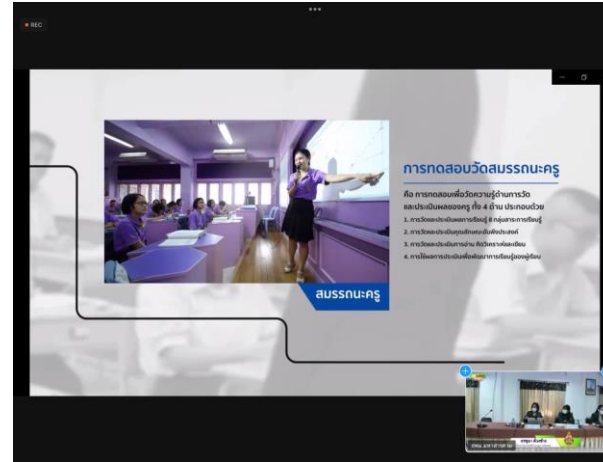 REC
การทดสอบวัดสมรรถนะครู
คือ การทดสอบเพื่อวัดความรู้ด้านการวัด
และประเมินผลของครู ทั้ง 4 ด้าน ประกอบด้วย
1. การวัดและประเมินผลการเรียนรู้ 8 กลุ่มสาระการเรียนรู้
2. การวัดและประเมินคุณลักษณะอันพึงประสงค์
3. การวัดและประเมินการอ่าน คิดวิเคราะห์และเขียน
4. การใช้ผลการประเมินเพื่อพัฒนาการเรียนรู้ของผู้เรียน
สมรรถนะครู